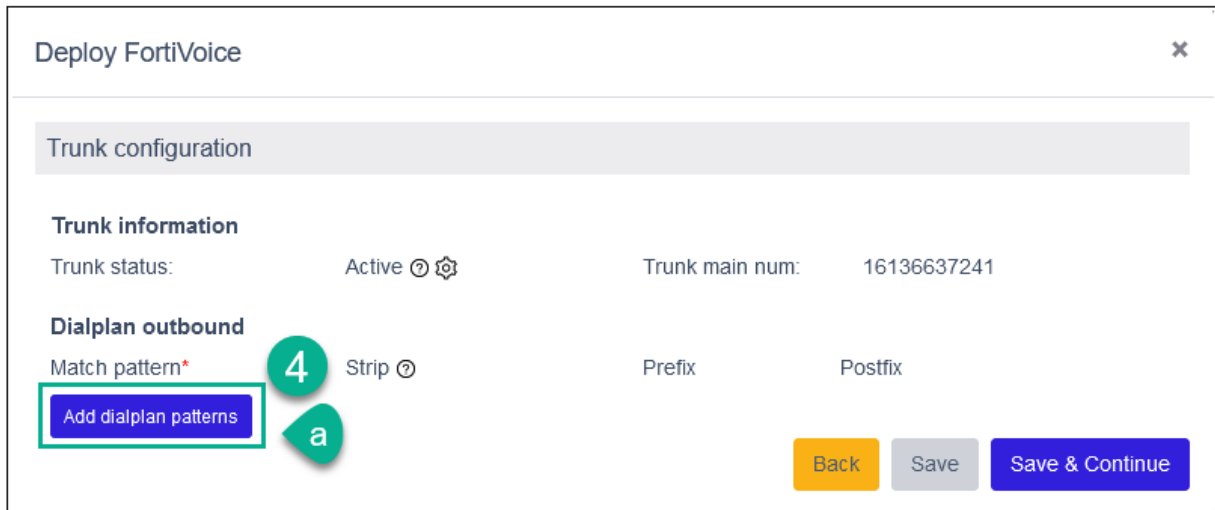 Deploy FortiVoice ×
Trunk configuration
Trunk information
Trunk status: Active Trunk main num: 16136637241
Dialplan outbound
Match pattern* 4 Strip Prefix Postfix
Add dialplan patterns a
Back Save Save & Continue